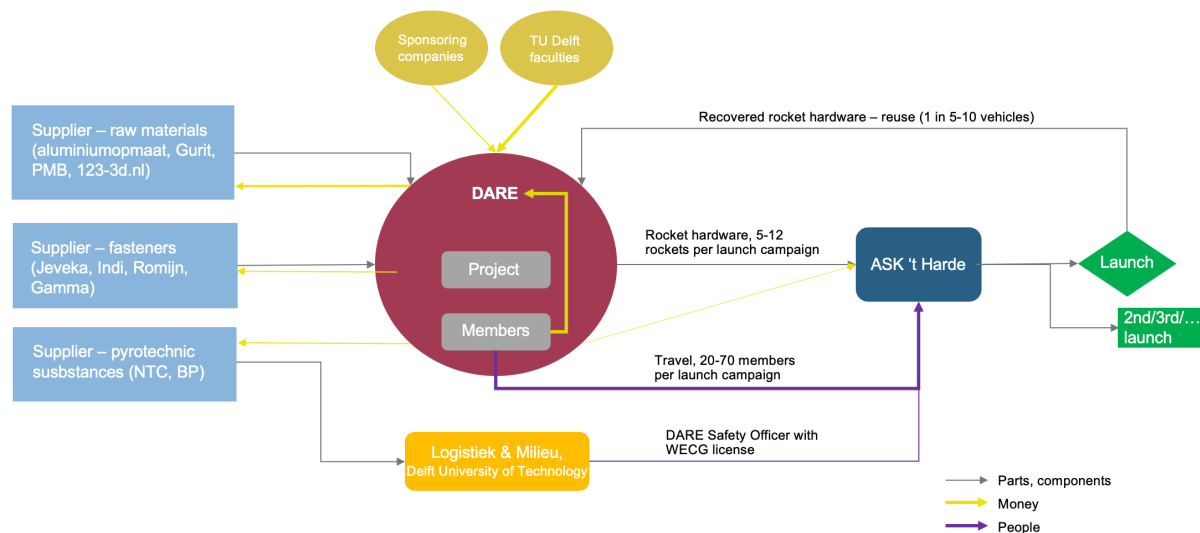 Sponsoring
companies
TU Delft
faculties
Recovered rocket hardware – reuse (1 in 5-10 vehicles)
Supplier – raw materials
(aluminiumopmaat, Gurit,
PMB, 123-3d.nl)
DARE
Supplier – fasteners
(Jeveka, Indi, Romijn,
Gamma)
Project
Rocket hardware, 5-12
rockets per launch campaign
ASK 't Harde
Launch
Members
2nd/3rd/…
launch
Supplier – pyrotechnic
susbstances (NTC, BP)
Travel, 20-70 members
per launch campaign
Logistiek & Milieu,
Delft University of Technology
DARE Safety Officer with
WECG license
Parts, components
Money
People